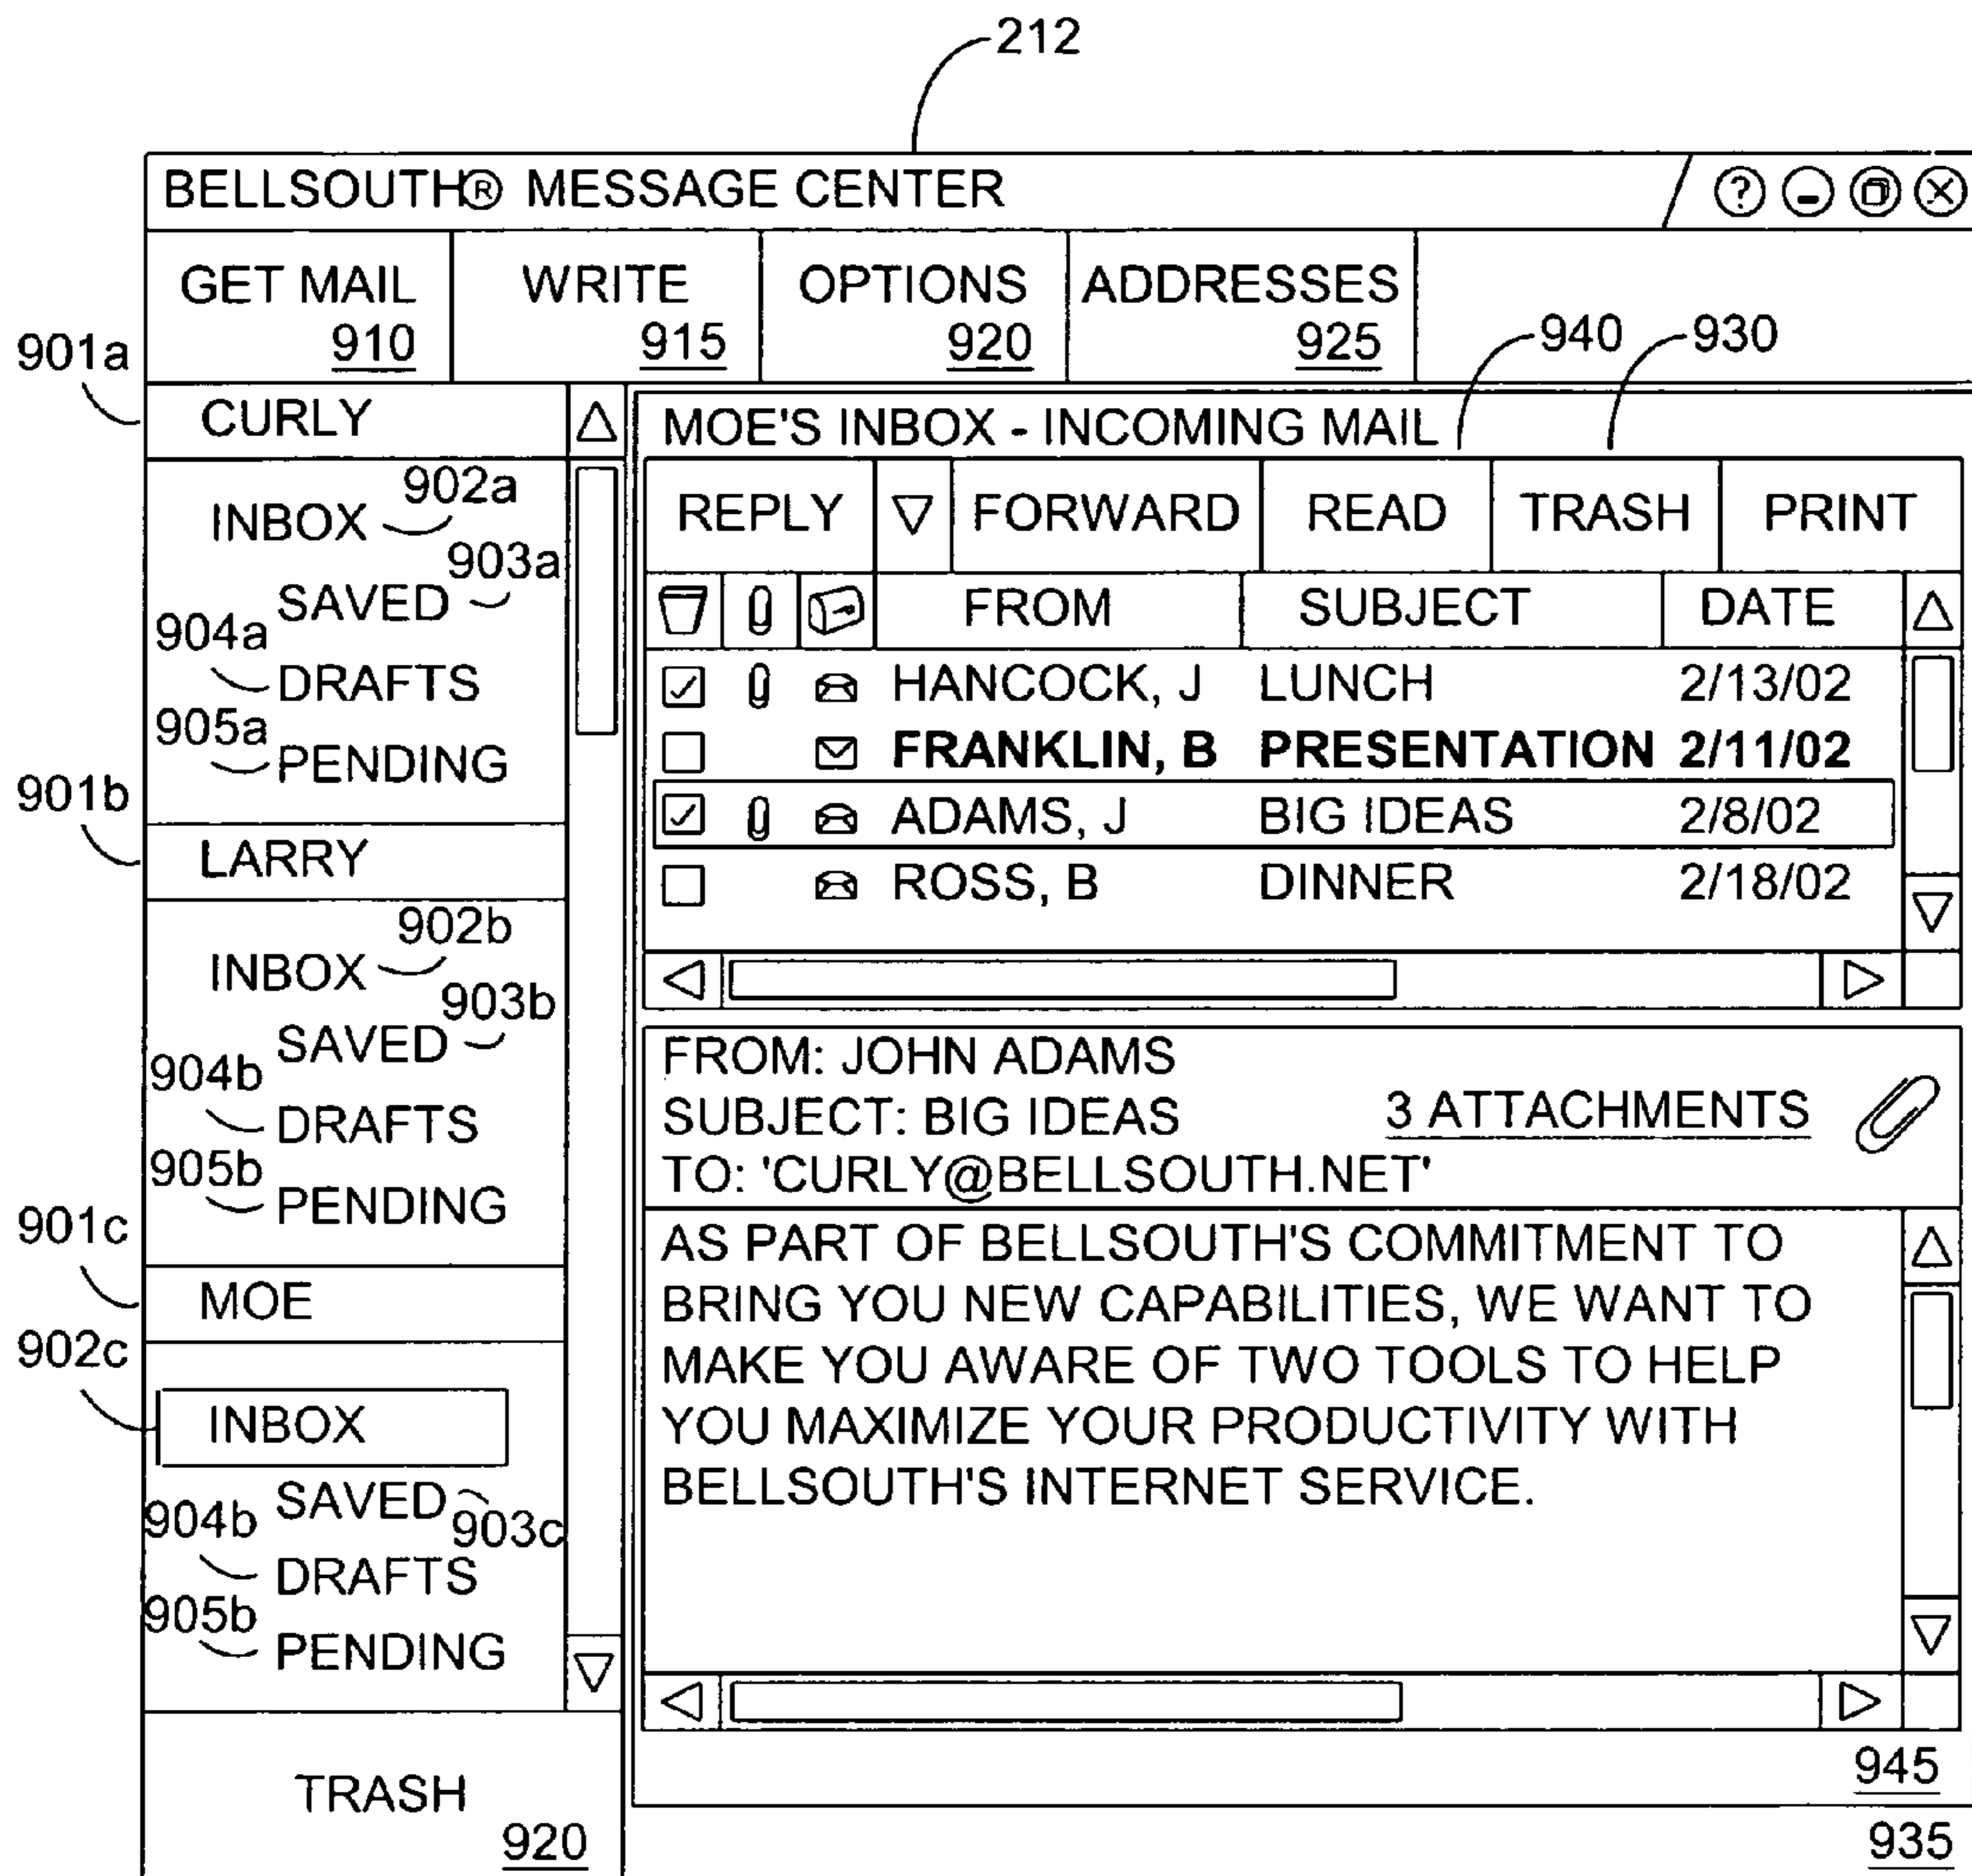 212
BELLSOUTH® MESSAGE CENTER
?
GET MAIL WRITE OPTIONS ADDRESSES
910 915 920 925
940 930
901a
CURLY
902a
INBOX
903a
SAVED
904a
DRAFTS
905a
PENDING
901b
LARRY
902b
INBOX
903b
SAVED
904b
DRAFTS
905b
PENDING
901c
MOE
902c
INBOX
SAVED
903c
904b
DRAFTS
905b
PENDING
TRASH
920
MOE'S INBOX - INCOMING MAIL
REPLY FORWARD READ TRASH PRINT
FROM SUBJECT DATE
HANCOCK, J LUNCH 2/13/02
FRANKLIN, B PRESENTATION 2/11/02
ADAMS, J BIG IDEAS 2/8/02
ROSS, B DINNER 2/18/02
FROM: JOHN ADAMS
SUBJECT: BIG IDEAS
3 ATTACHMENTS
TO: 'CURLY@BELLSOUTH.NET'
AS PART OF BELLSOUTH'S COMMITMENT TO
BRING YOU NEW CAPABILITIES, WE WANT TO
MAKE YOU AWARE OF TWO TOOLS TO HELP
YOU MAXIMIZE YOUR PRODUCTIVITY WITH
BELLSOUTH'S INTERNET SERVICE.
945
935